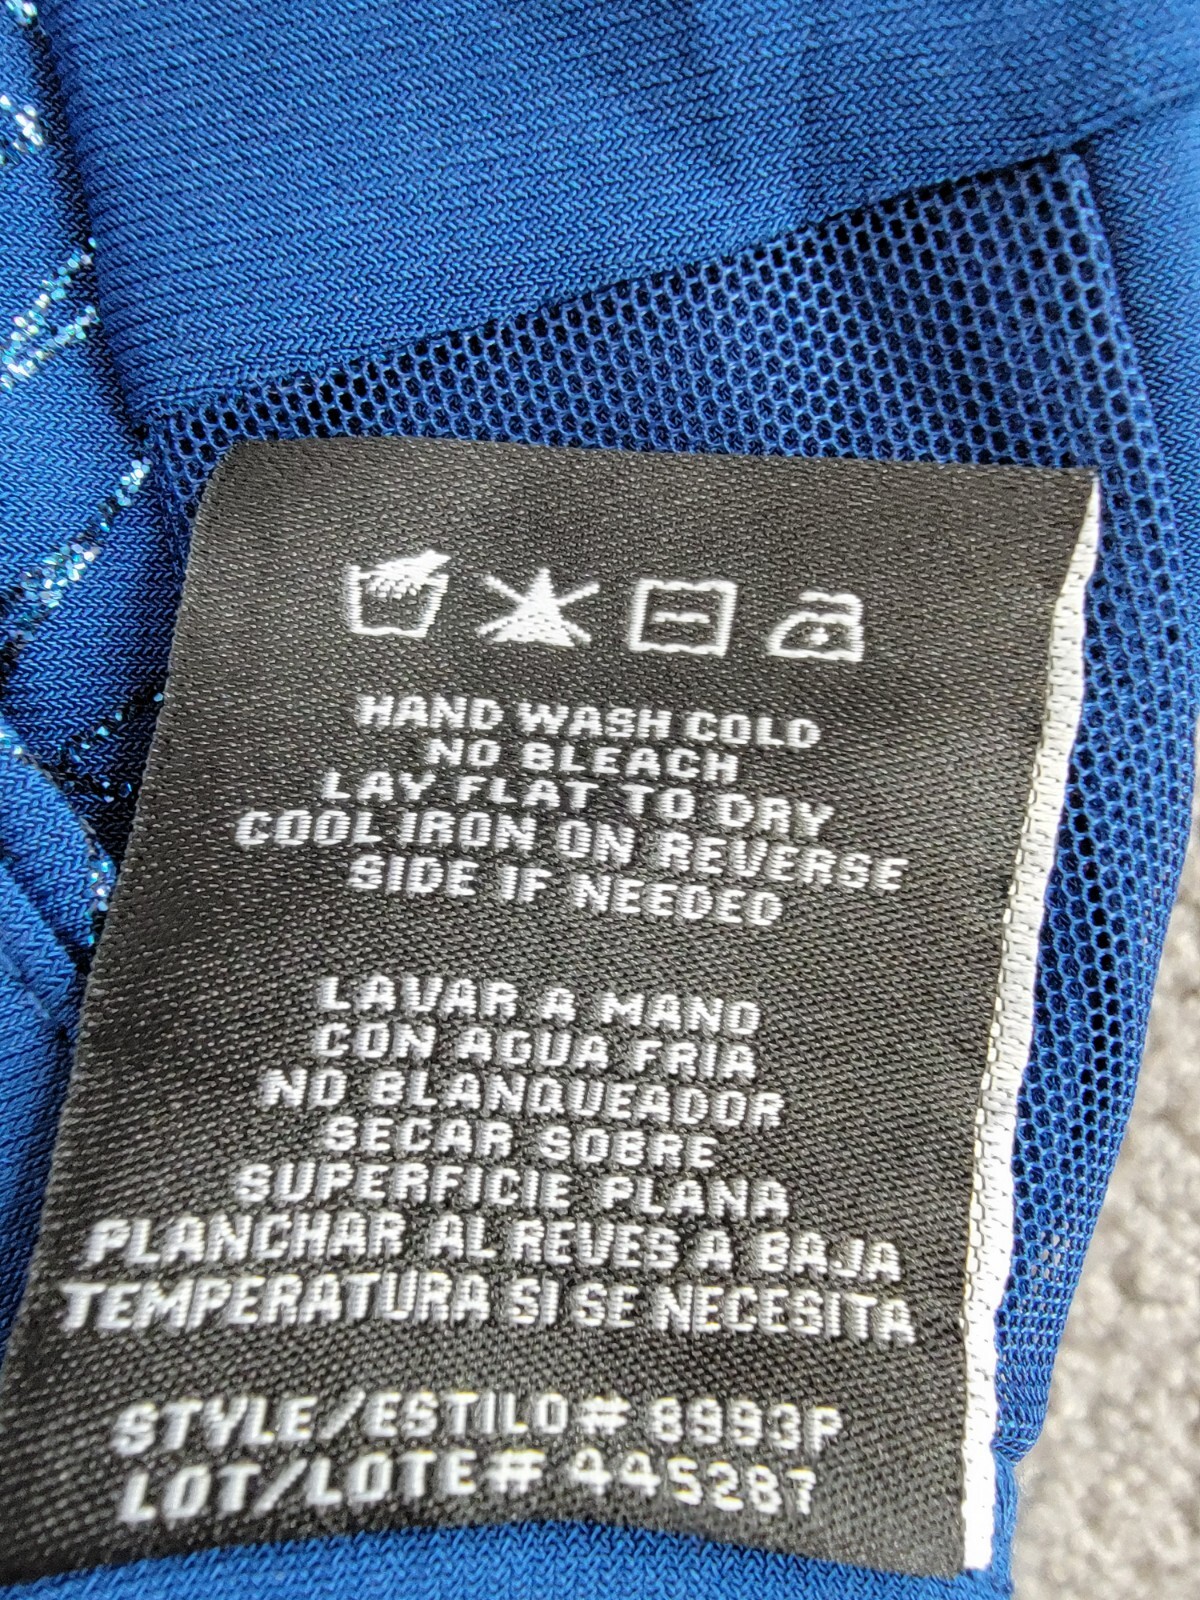 HAND WASH COLD
NO BLEACH
LAY FLAT TO DRY
COOL IRON ON REVERSE
SIDE IF NEEDED
LAVAR A MANO
CON AGUA FRIA
NO BLANQUEADOR
SECAR SOBRE
SUPERFICIE PLANA
PLANCHAR AL REVES A BAJA
TEMPERATURA SI SE NECESITA
STYLE/ESTILO# 8993P
LOT/LOTE# 445287